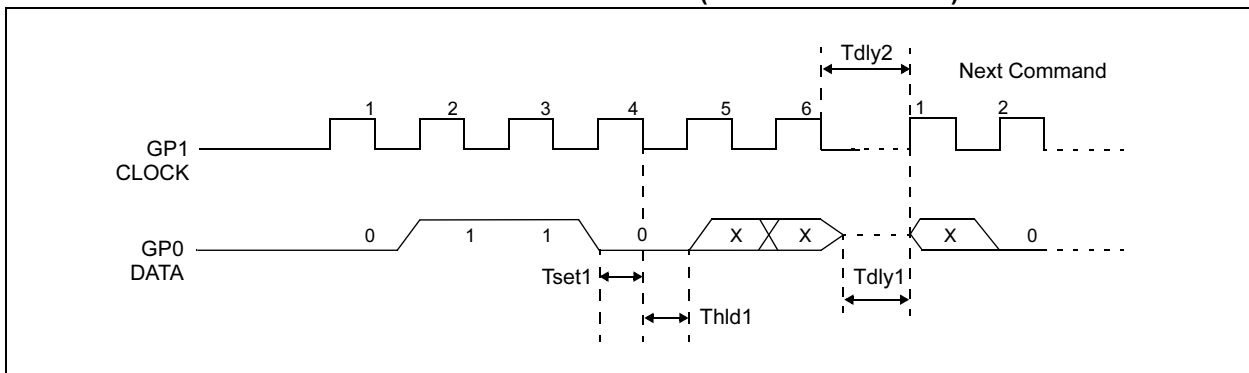 (
)
Tdly2
Next Command
1 2 3 4 5 6 1 2
GP1
CLOCK
0 1 1 0 X X X 0
GP0
DATA
Tset1
Tdly1
Thld1